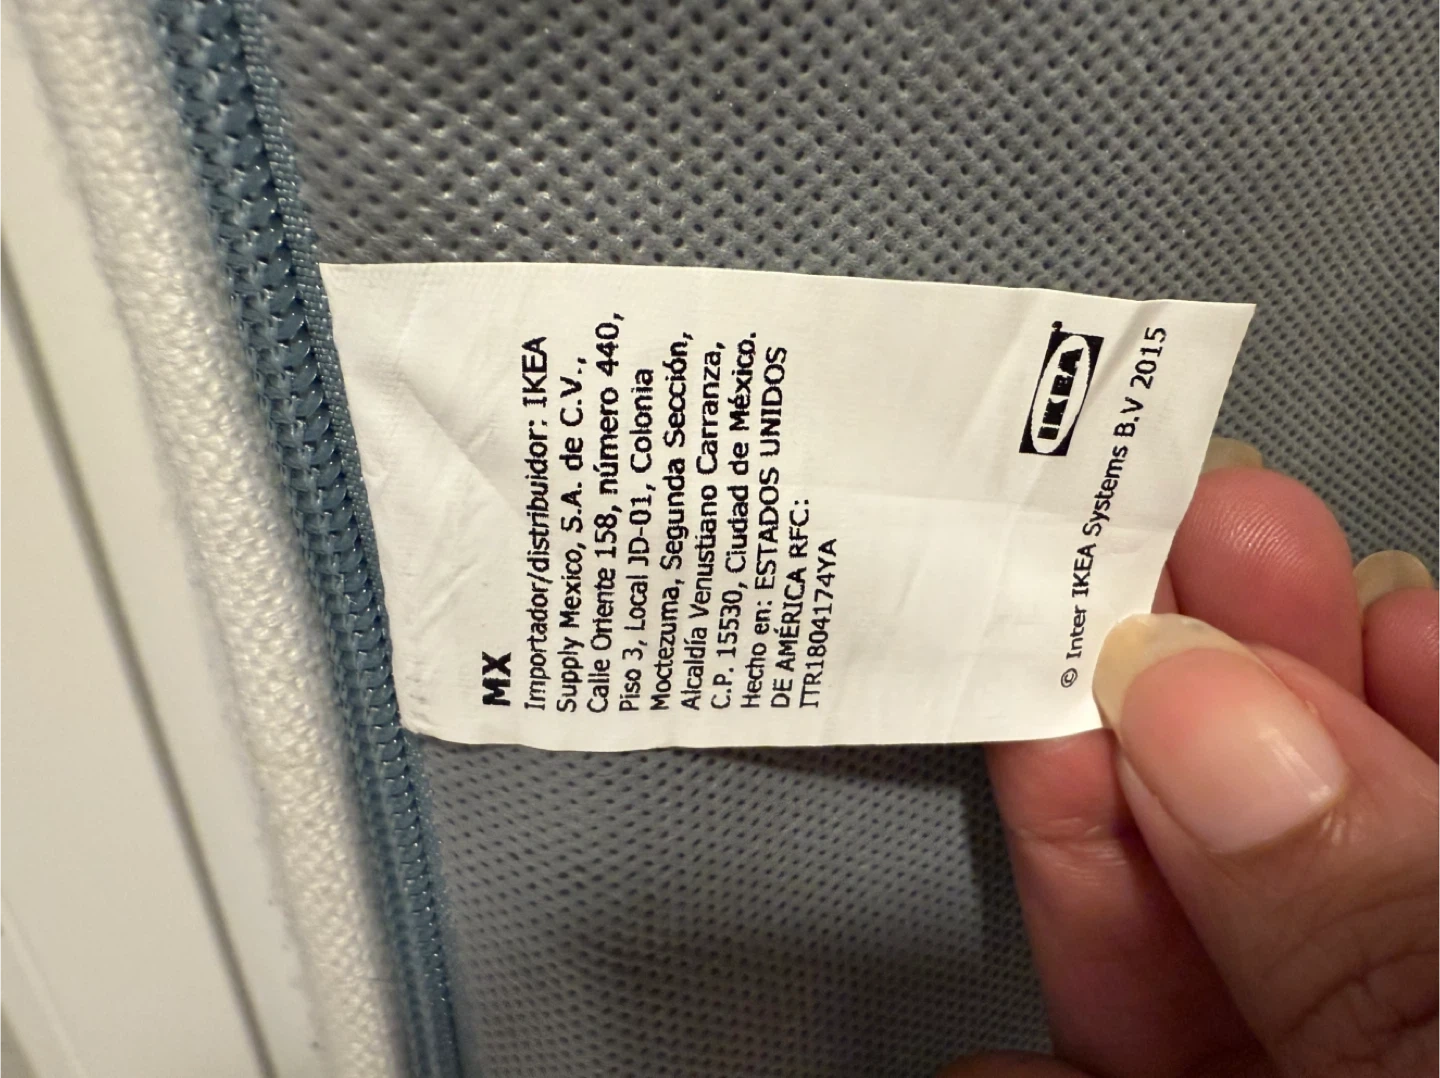 MX
Importador/distribuidor: IKEA
Supply Mexico, S.A. de C.V.,
Calle Oriente 158, número 440,
Piso 3, Local JD-01, Colonia
Moctezuma, Segunda Sección,
Alcaldía Venustiano Carranza,
C.P. 15530, Ciudad de México.
Hecho en: ESTADOS UNIDOS
DE AMÉRICA RFC:
ITR1804174YA
IKEA
© Inter IKEA Systems B.V 2015